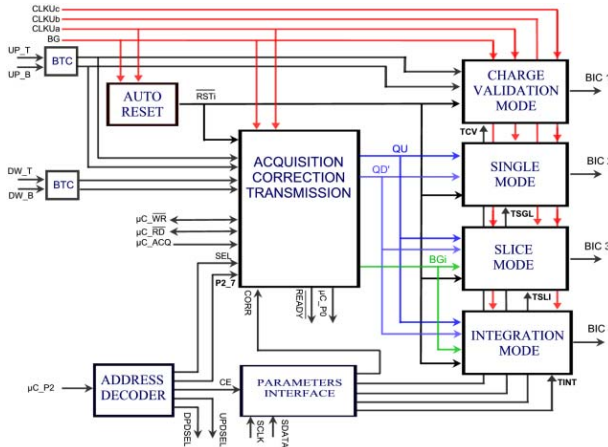 CLKUc
CLKUb
CLKUa
BG
UP_T
UP_B
BTC
AUTO
RESET
RSTi
CHARGE
VALIDATION
MODE
BIC 1
TCV
ACQUISITION
CORRECTION
TRANSMISSION
QU
QD'
SINGLE
MODE
BIC 2
TSGL
DW_T
DW_B
BTC
µC_WR
µC_RD
µC_ACQ
SEL
P2_7
BGi
SLICE
MODE
BIC 3
TSLI
CORR
READY
µC_P0
INTEGRATION
MODE
BIC
TINT
µC_P2
ADDRESS
DECODER
CE
PARAMETERS
INTERFACE
DPDSEL
UPDSEL
SCLK
SDATA